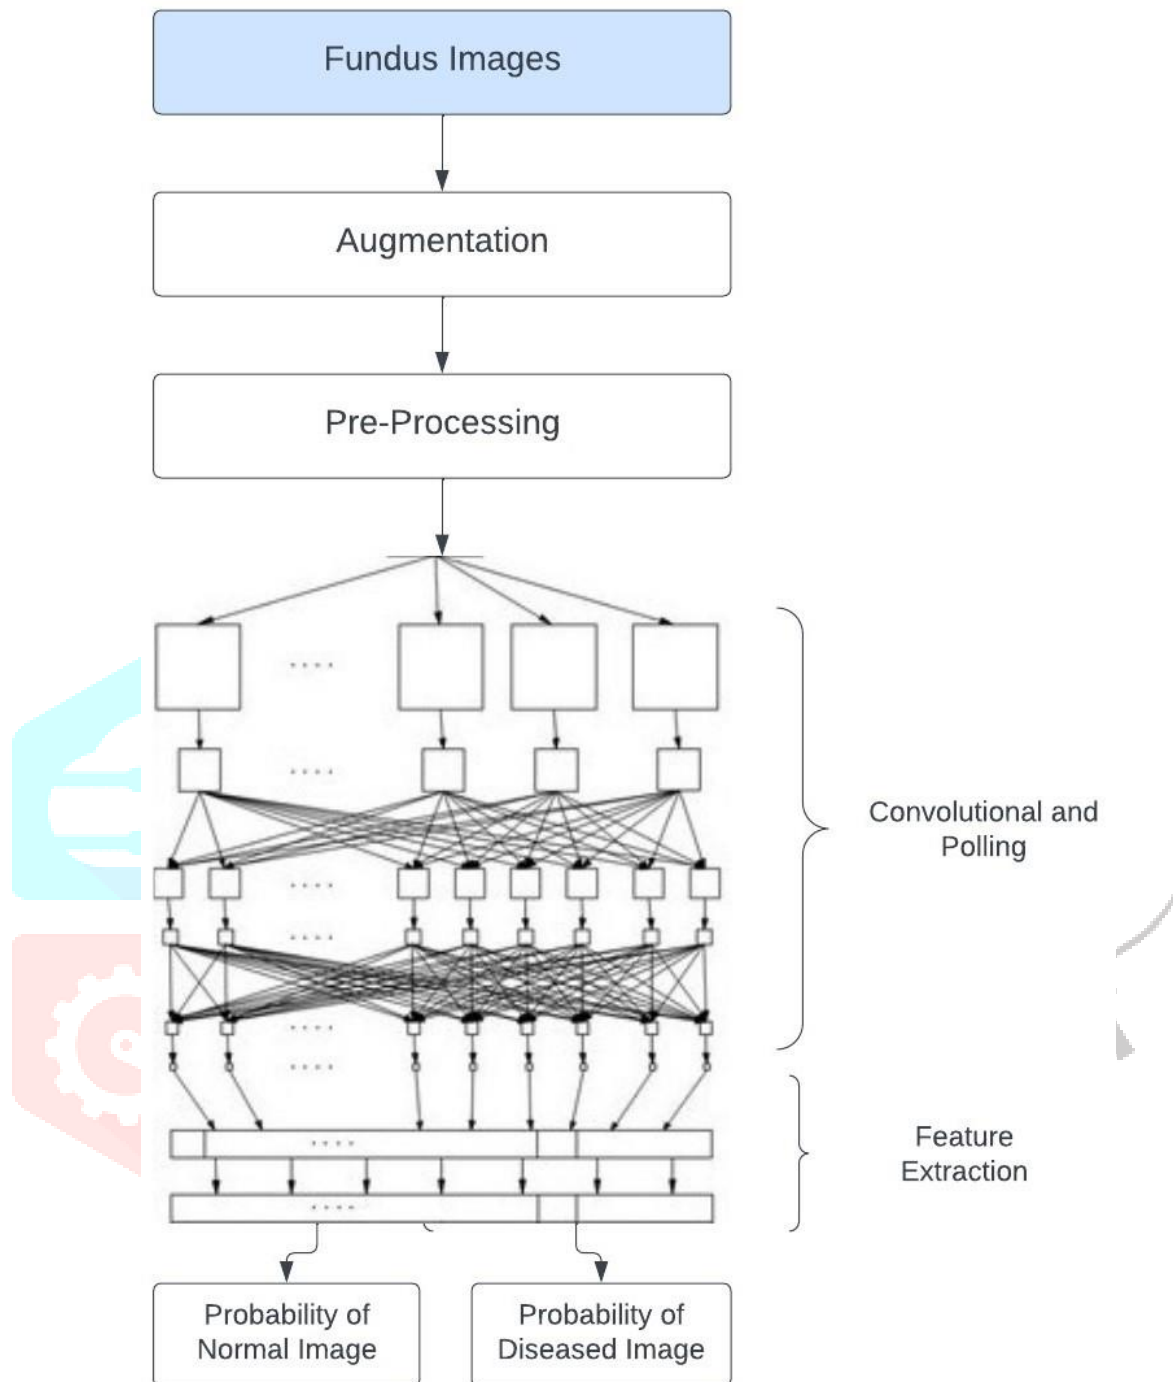 Fundus Images
Augmentation
Pre-Processing
Convolutional and
Polling
Feature
Extraction
Probability of
Normal Image
Probability of
Diseased Image